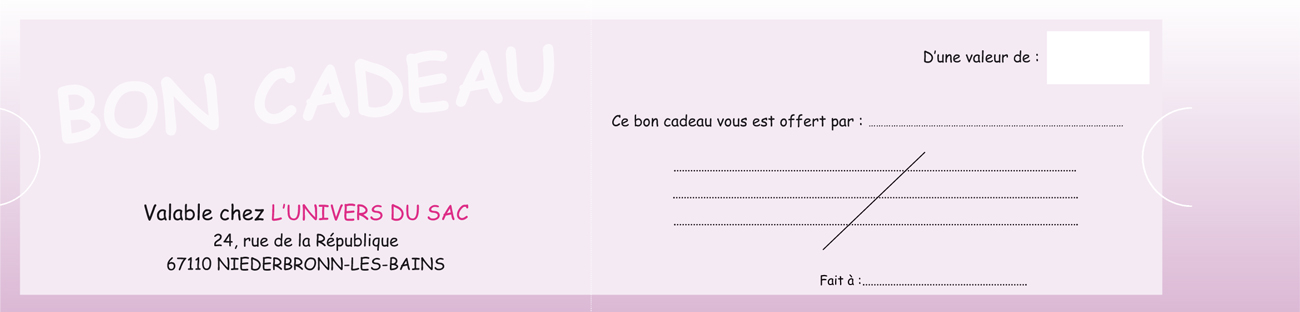 BON CADEAU
Valable chez L'UNIVERS DU SAC
24, rue de la République
67110 NIEDERBRONN-LES-BAINS
D'une valeur de :
Ce bon cadeau vous est offert par : ........................................
Fait à :........................................